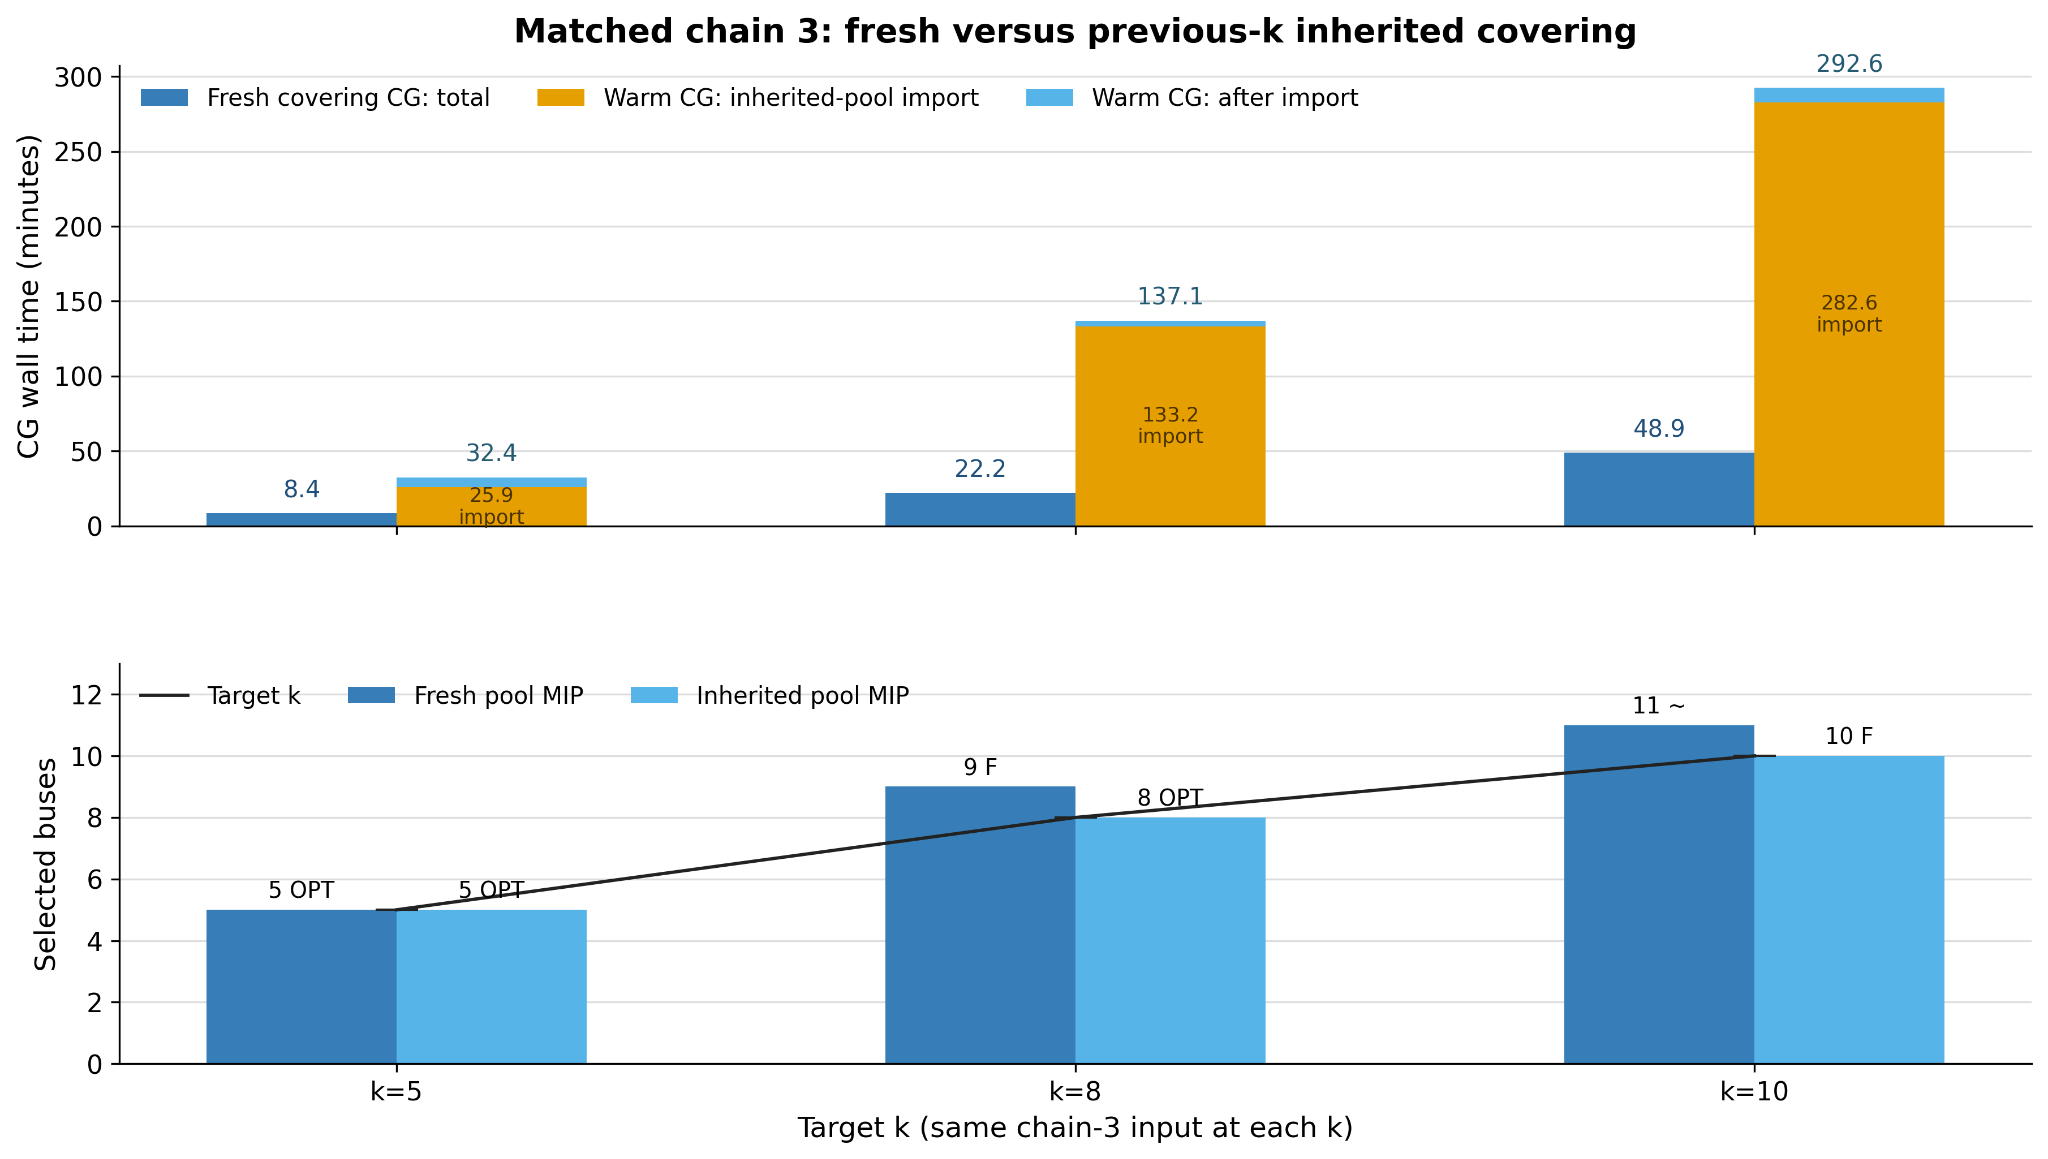 Matched chain 3: fresh versus previous-k inherited covering
CG wall time (minutes)
300
250
200
150
100
50
0
Fresh covering CG: total
Warm CG: inherited-pool import
Warm CG: after import
8.4
32.4
25.9
import
22.2
137.1
133.2
import
48.9
292.6
282.6
import
Selected buses
12
10
8
6
4
2
0
Target k
Fresh pool MIP
Inherited pool MIP
5 OPT
5 OPT
9 F
8 OPT
11 ~
10 F
k=5
k=8
k=10
Target k (same chain-3 input at each k)